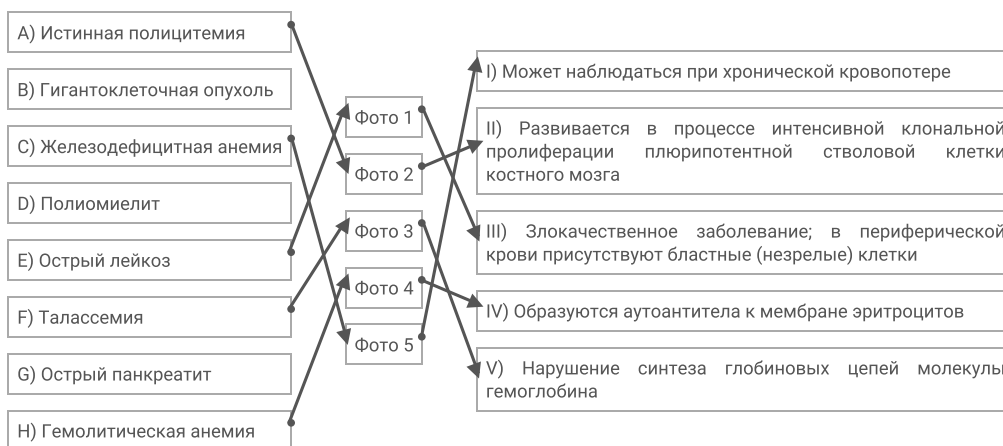 A) Истинная полицитемия
B) Гигантоклеточная опухоль
C) Железодефицитная анемия
D) Полиомиелит
E) Острый лейкоз
F) Талассемия
G) Острый панкреатит
H) Гемолитическая анемия
Фото 1
Фото 2
Фото 3
Фото 4
Фото 5
I) Может наблюдаться при хронической кровопотере
II) Развивается в процессе интенсивной клональной
пролиферации плюрипотентной стволовой клетки
костного мозга
III) Злокачественное заболевание; в периферической
крови присутствуют бластные (незрелые) клетки
IV) Образуются аутоантитела к мембране эритроцитов
V) Нарушение синтеза глобиновых цепей молекулы
гемоглобина